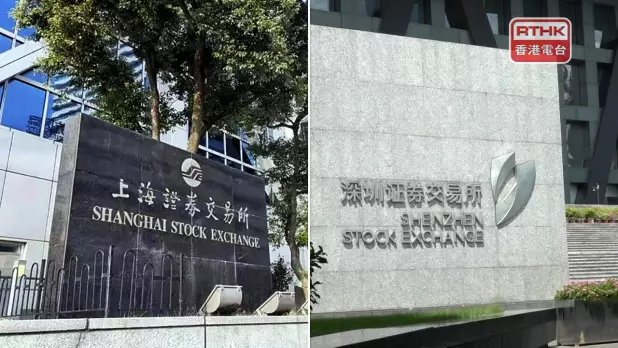 上海證券交易所
SHANGHAI STOCK EXCHANGE
深圳证券交易所
SHENZHEN
STOCK EXCHANGE
RTHK
香港電台